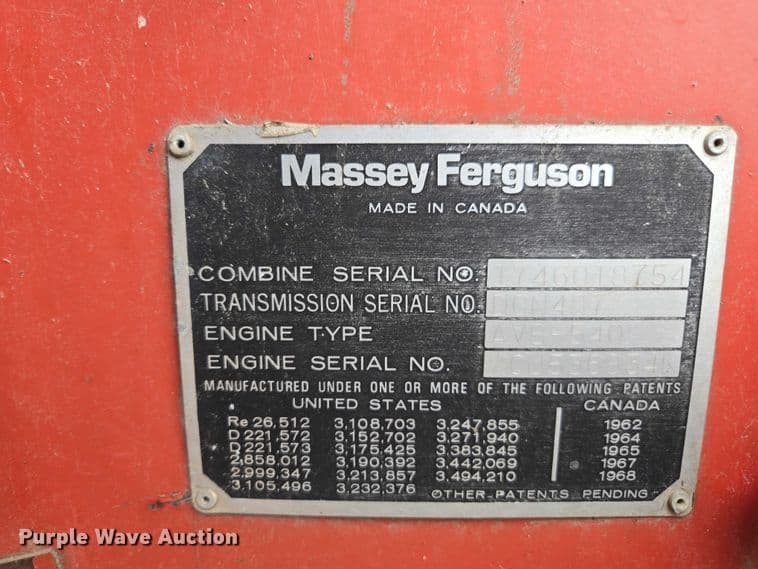 Massey Ferguson
MADE IN CANADA
COMBINE SERIAL NO. 1746018754
TRANSMISSION SERIAL NO.
ENGINE TYPE AV8-540
ENGINE SERIAL NO.
MANUFACTURED UNDER ONE OR MORE OF THE FOLLOWING PATENTS
UNITED STATES CANADA
Re 26,512 3,108,703 3,247,855 1962
D 221,572 3,152,702 3,271,940 1964
D 221,573 3,175,425 3,383,845 1965
2,858,012 3,190,392 3,442,069 1967
2,999,347 3,213,857 3,494,210 1968
3,105,496 3,232,376 OTHER PATENTS PENDING
Purple Wave Auction